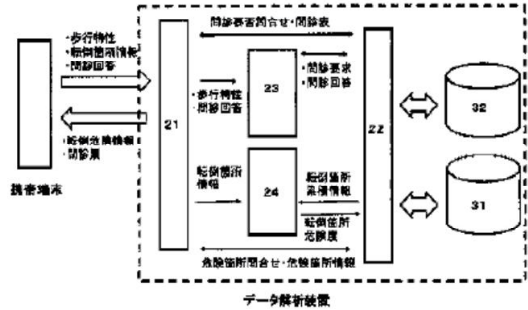 ・歩行特性
・転倒箇所情報
・問診回答
・転倒危険情報
・問診票
携帯端末
21
問診要否問合せ・問診表
・歩行特性
・問診回答
23
・問診要求
・問診回答
22
32
転倒箇所
情報
24
転倒箇所
累積情報
転倒箇所
危険度
31
危険箇所問合せ・危険箇所情報
データ解析装置